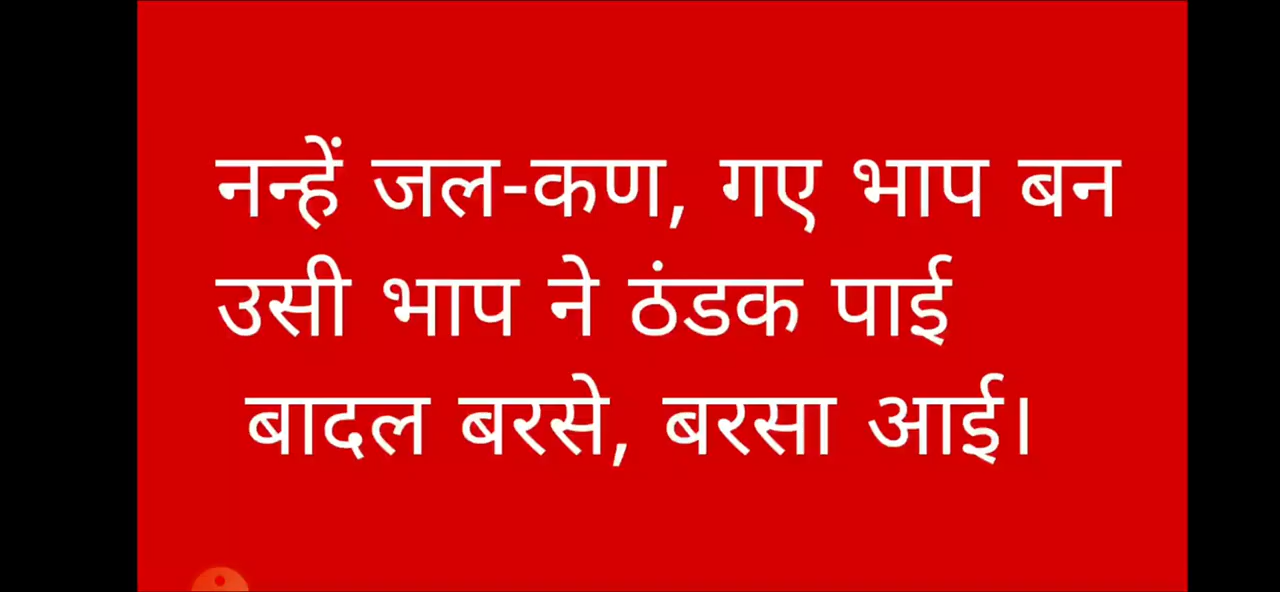 नन्हें जल-कण, गए भाप बन
उसी भाप ने ठंडक पाई
बादल बरसे, बरसा आई।